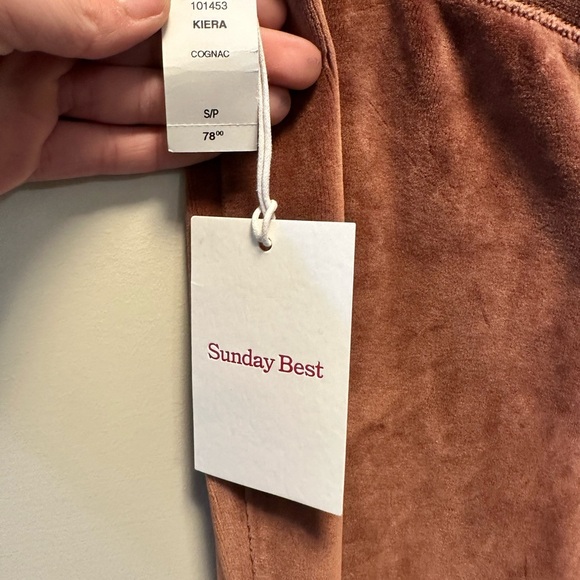 101453
KIERA
COGNAC
S/P
78⁰⁰
Sunday Best